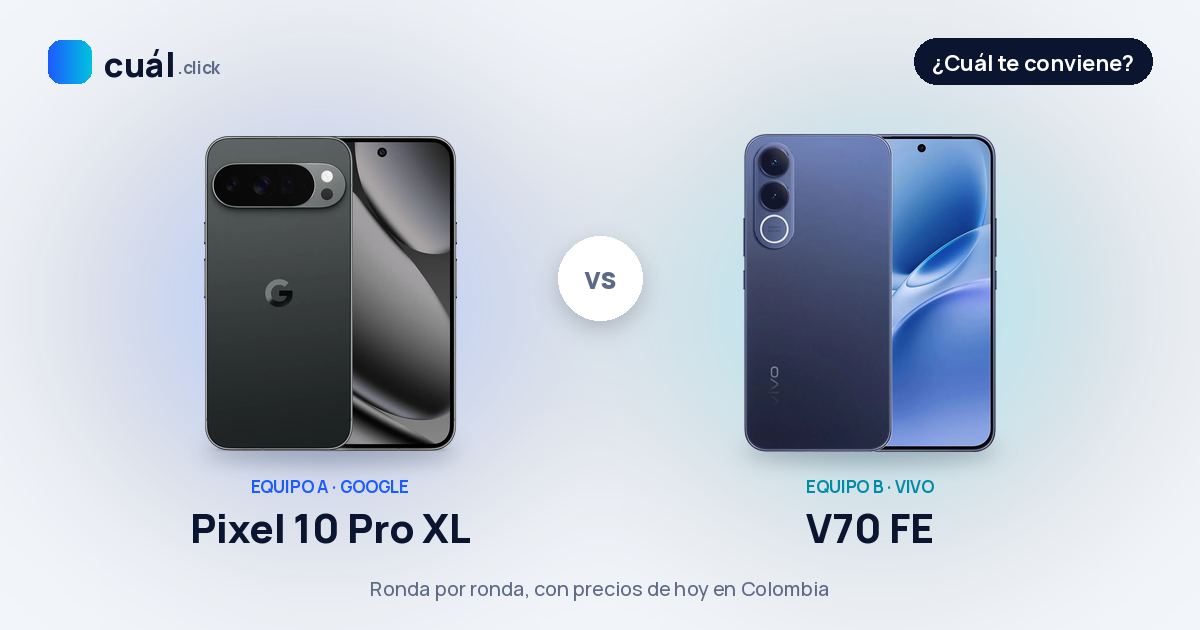 cuál.click
¿Cuál te conviene?
G
vivo
VS
EQUIPO A · GOOGLE
EQUIPO B · VIVO
Pixel 10 Pro XL
V70 FE
Ronda por ronda, con precios de hoy en Colombia